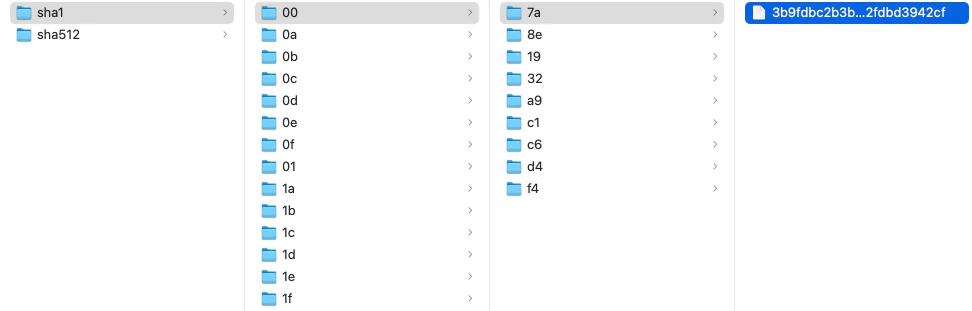 sha1
sha512
00
0a
0b
0c
0d
0e
0f
01
1a
1b
1c
1d
1e
1f
7a
8e
19
32
a9
c1
c6
d4
f4
3b9fdbc2b3b...2fdbd3942cf